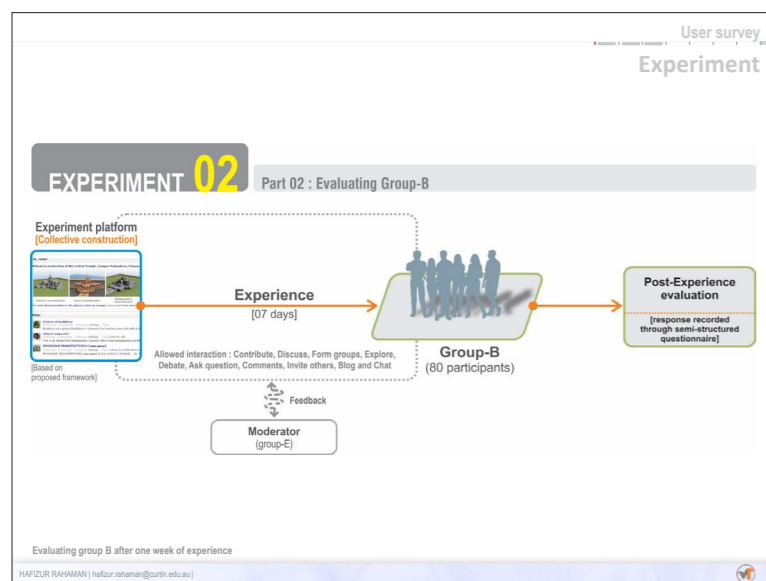 User survey
Experiment
EXPERIMENT 02
Part 02 : Evaluating Group-B
Experiment platform
[Collective construction]
[Based on
proposed framework]
Experience
[07 days]
Allowed interaction : Contribute, Discuss, Form groups, Explore,
Debate, Ask question, Comments, Invite others, Blog and Chat
Feedback
Moderator
(group-E)
Group-B
(80 participants)
Post-Experience
evaluation
[response recorded
through semi-structured
questionnaire]
Evaluating group B after one week of experience
HAFIZUR RAHAMAN | hafizur.rahaman@curtin.edu.au |